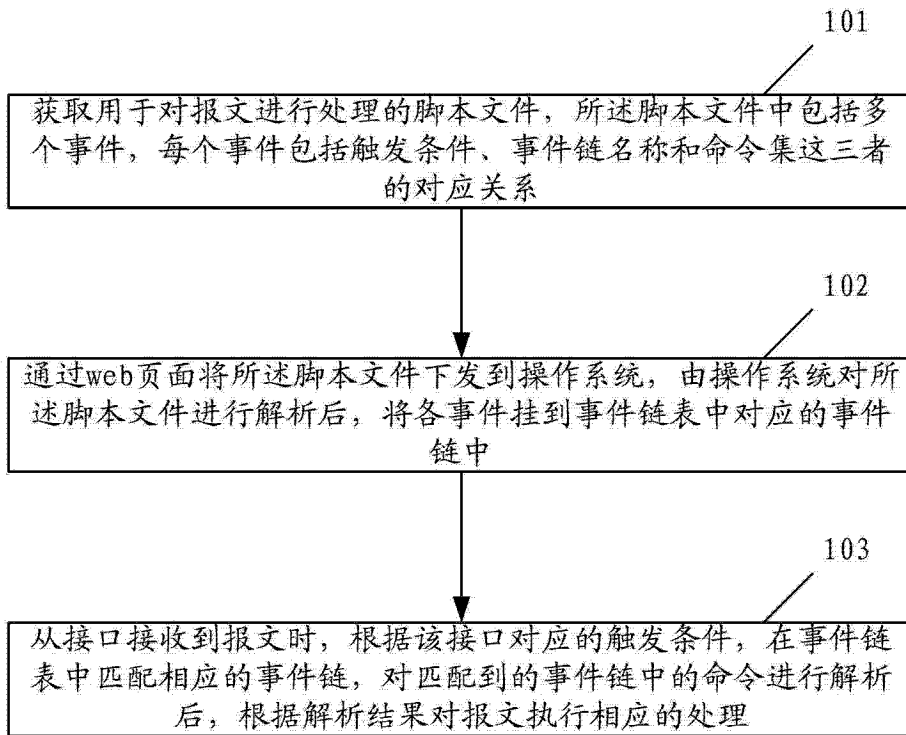 101
获取用于对报文进行处理的脚本文件，所述脚本文件中包括多
个事件，每个事件包括触发条件、事件链名称和命令集这三者
的对应关系
102
通过web页面将所述脚本文件下发到操作系统，由操作系统对所
述脚本文件进行解析后，将各事件挂到事件链表中对应的事件
链中
103
从接口接收到报文时，根据该接口对应的触发条件，在事件链
表中匹配相应的事件链，对匹配到的事件链中的命令进行解析
后，根据解析结果对报文执行相应的处理